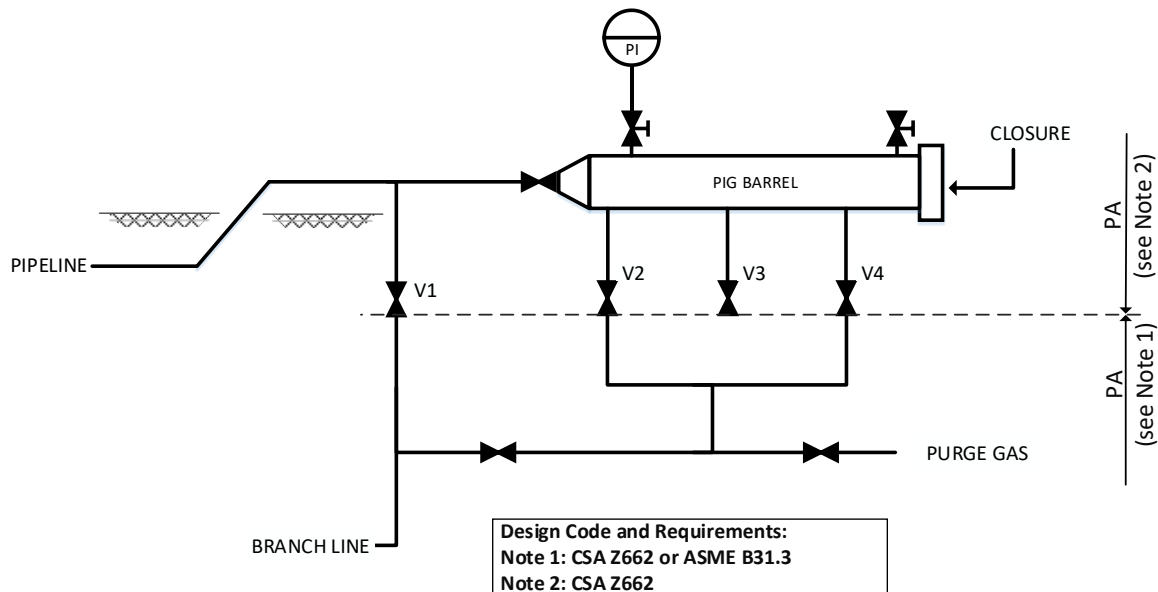 PI
CLOSURE
PIG BARREL
PA
(see Note 2)
PIPELINE
V1
V2
V3
V4
PA
(see Note 1)
PURGE GAS
BRANCH LINE
Design Code and Requirements:
Note 1: CSA Z662 or ASME B31.3
Note 2: CSA Z662